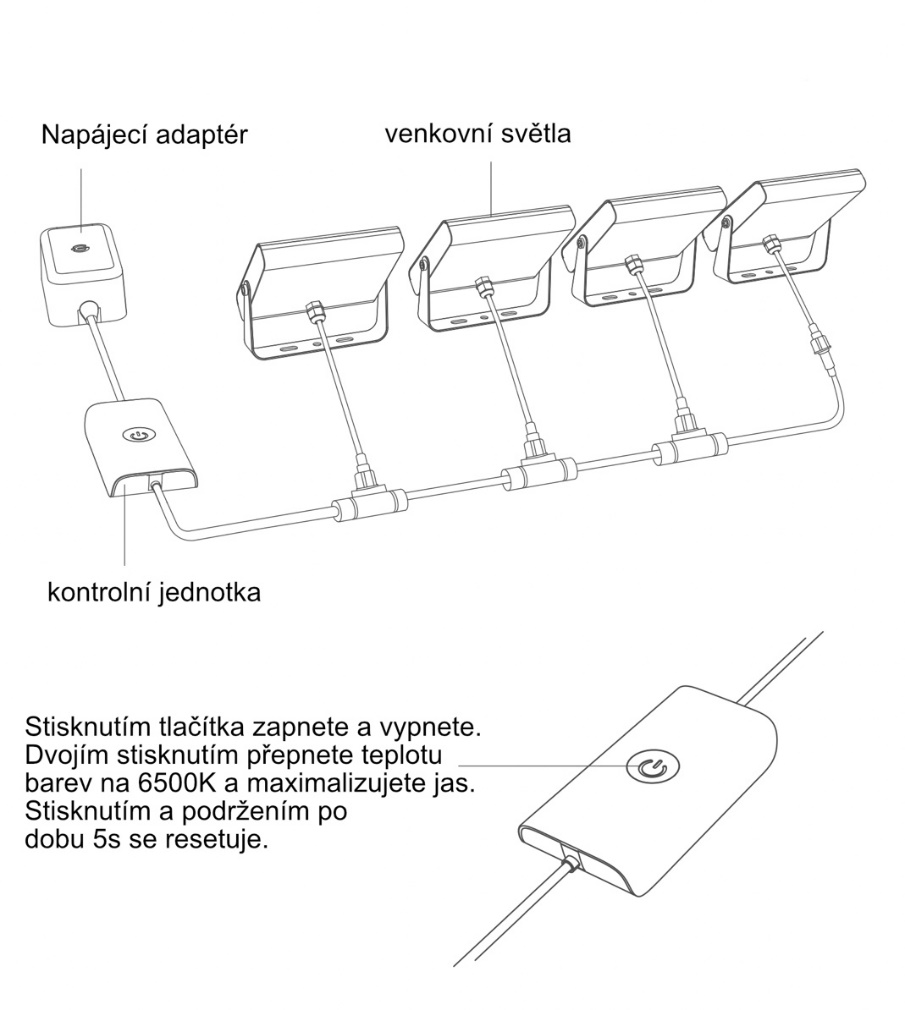 Napájecí adaptér
venkovní světla
kontrolní jednotka
Stisknutím tlačítka zapnete a vypnete.
Dvojím stisknutím přepnete teplotu
barev na 6500K a maximalizujete jas.
Stisknutím a podržením po
dobu 5s se resetuje.